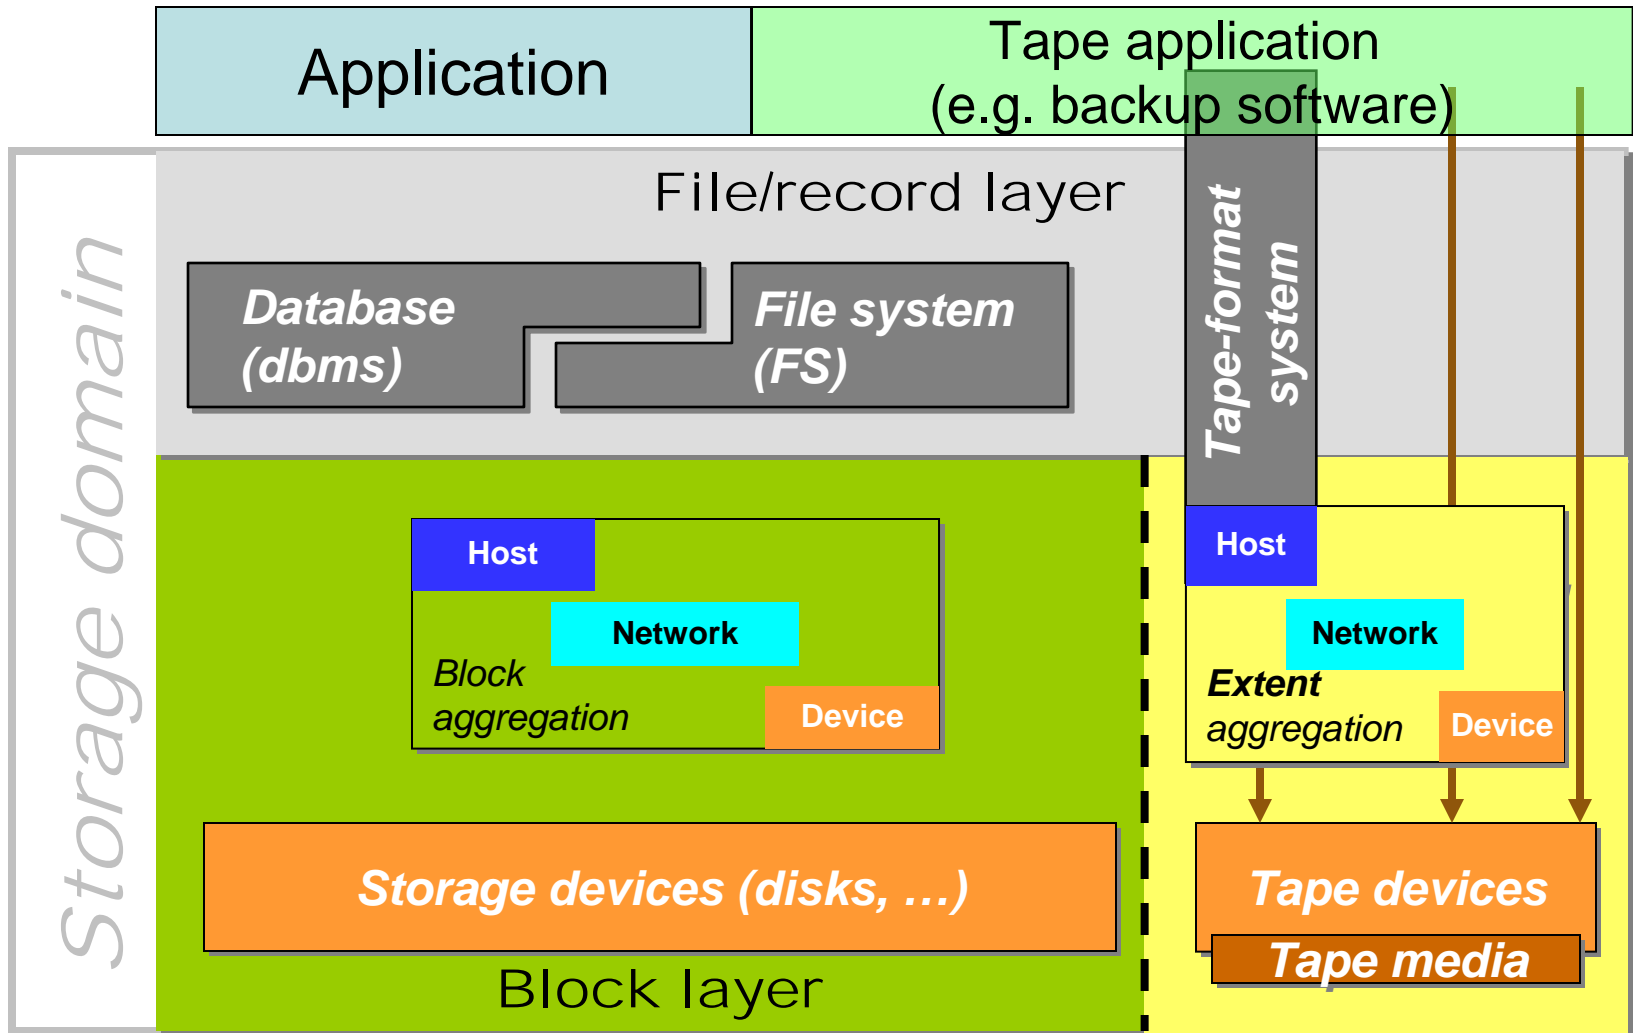 Application
Tape application
(e.g. backup software)
Storage domain
File/record layer
Database
(dbms)
File system
(FS)
Tape-format
system
Host
Network
Block
aggregation
Device
Host
Network
Extent
aggregation
Device
Storage devices (disks, …)
Tape devices
Tape media
Block layer